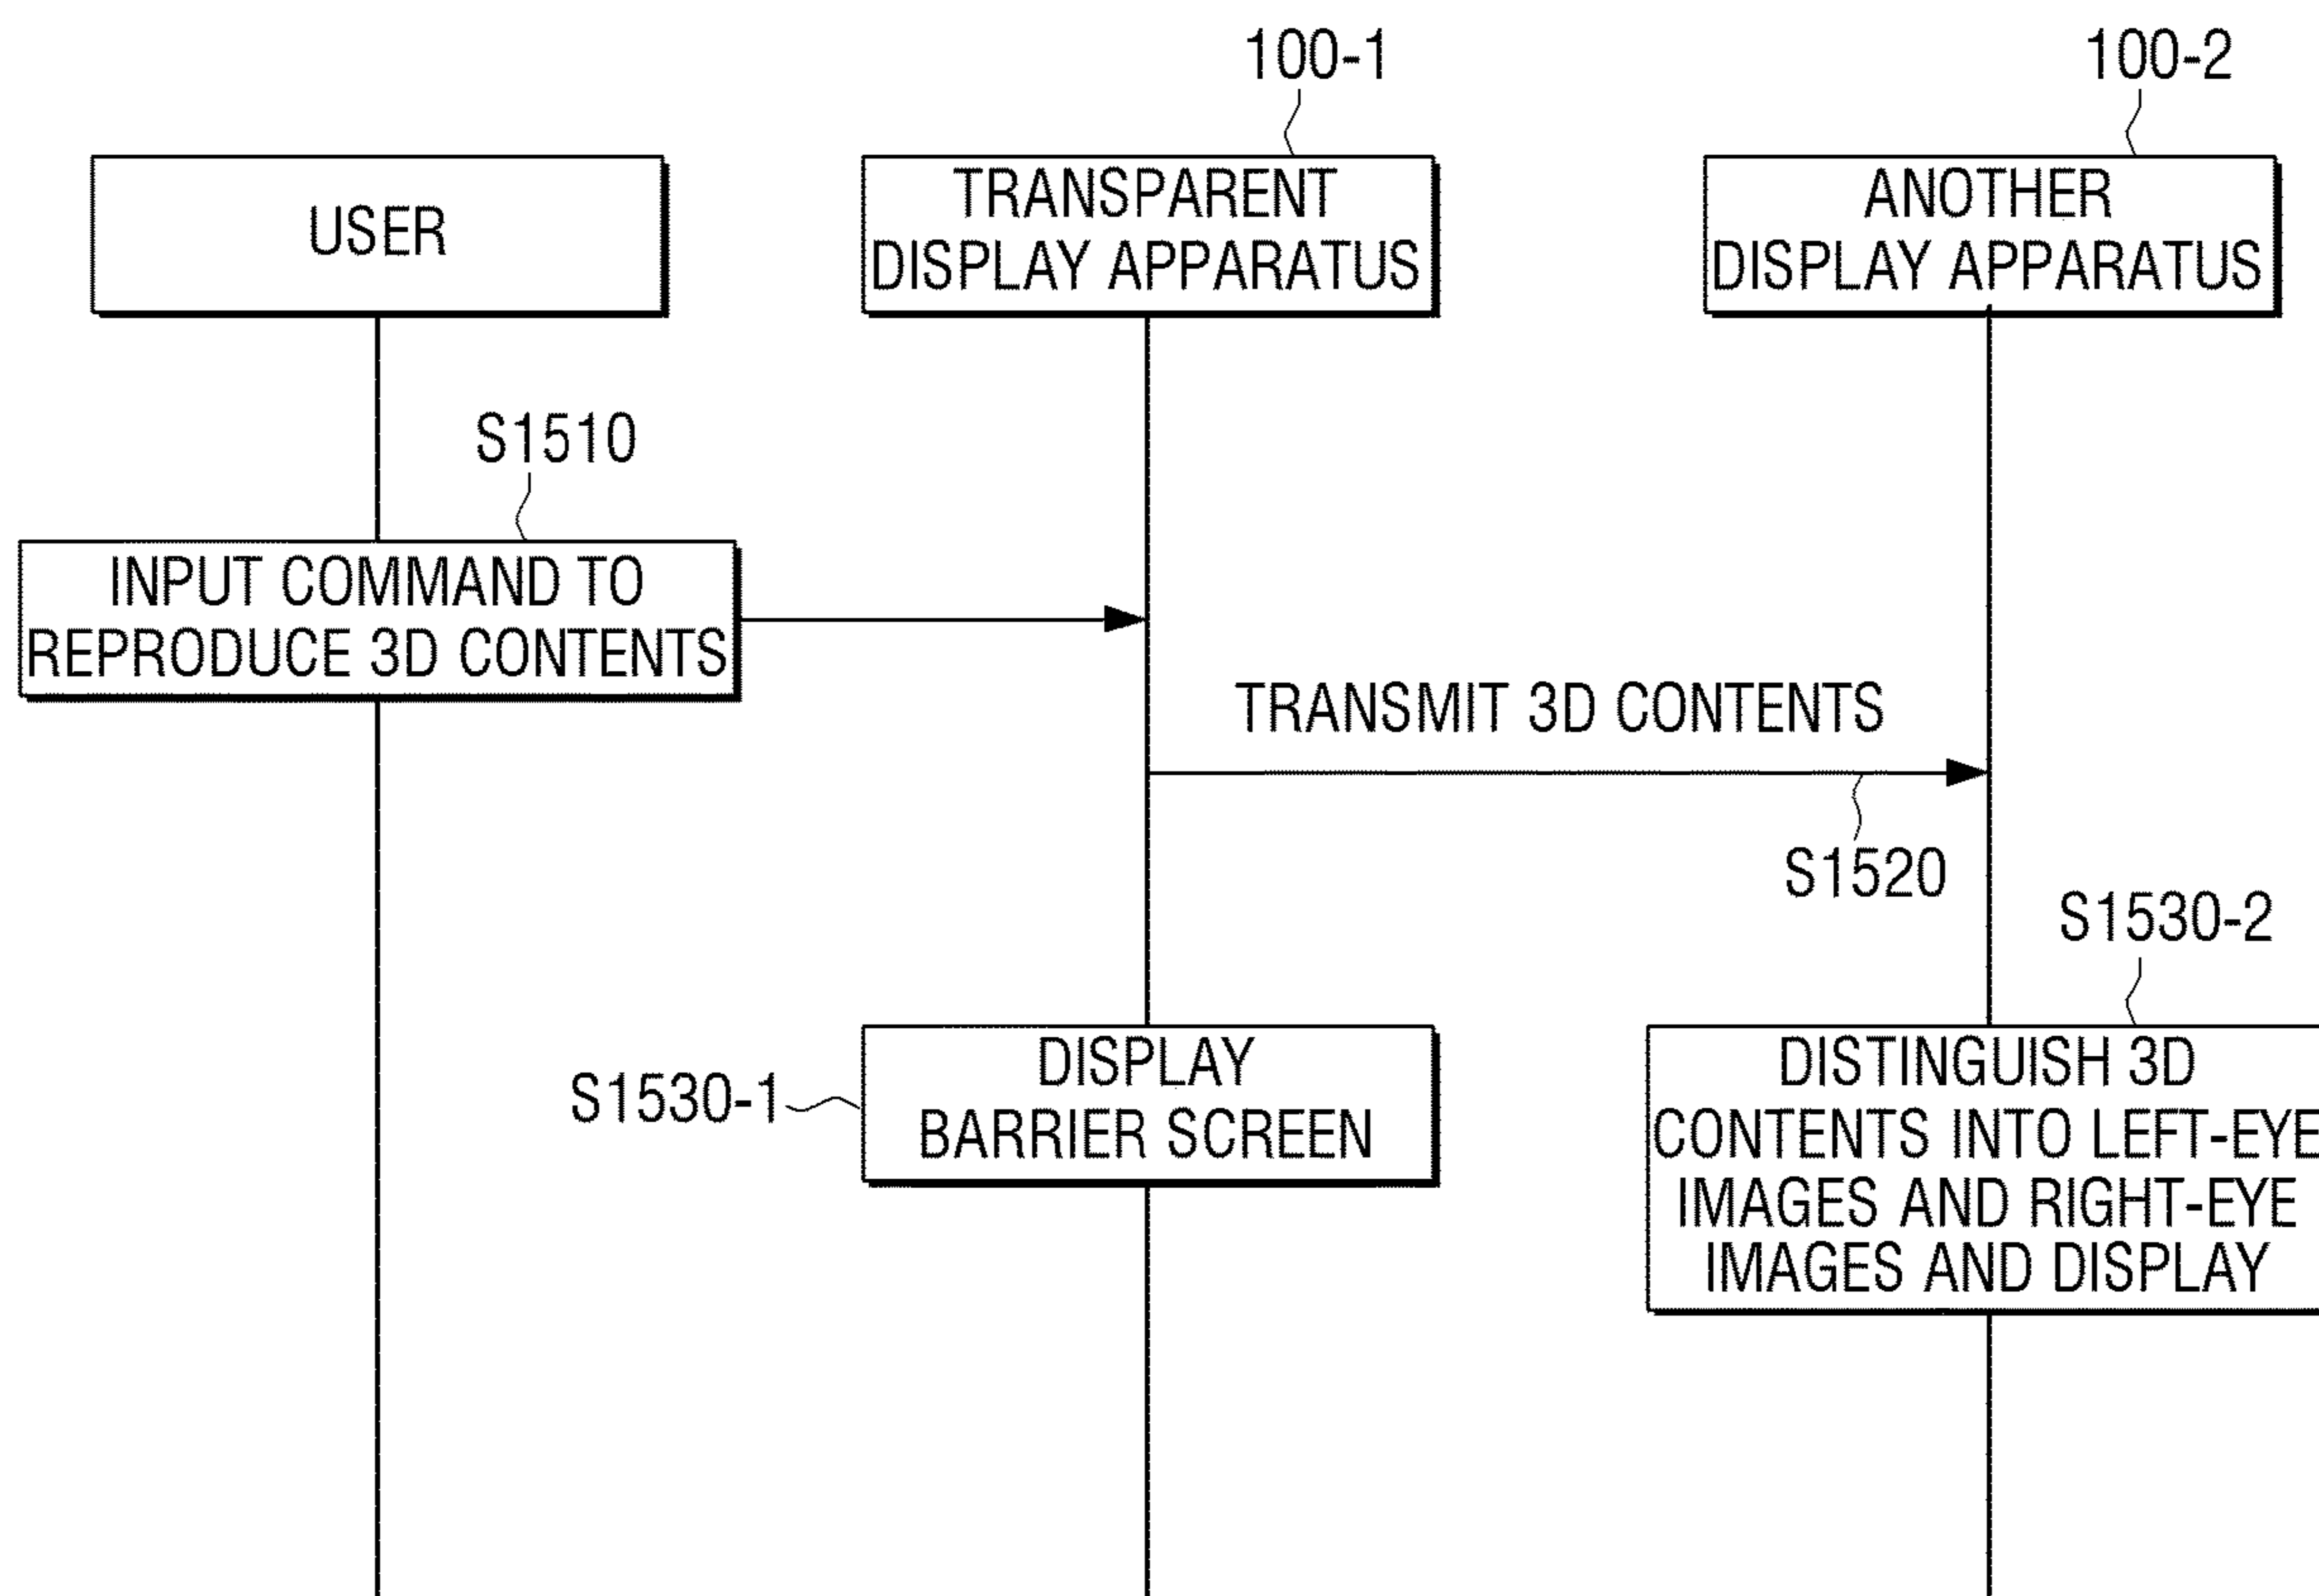 100-1
100-2
USER
TRANSPARENT
DISPLAY APPARATUS
ANOTHER
DISPLAY APPARATUS
S1510
INPUT COMMAND TO
REPRODUCE 3D CONTENTS
TRANSMIT 3D CONTENTS
S1520
S1530-2
S1530-1
DISPLAY
BARRIER SCREEN
DISTINGUISH 3D
CONTENTS INTO LEFT-EYE
IMAGES AND RIGHT-EYE
IMAGES AND DISPLAY